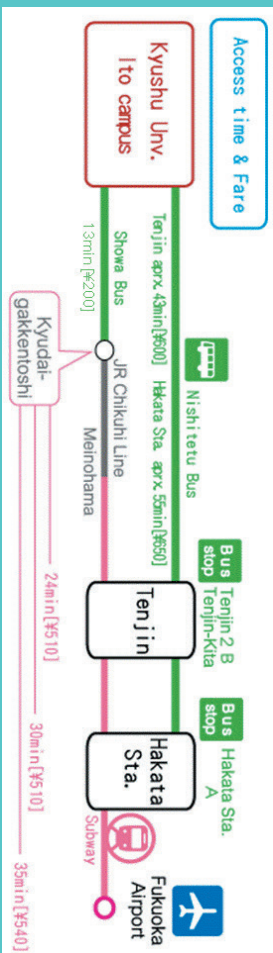 Access time & Fare
Kyushu Unv.
Ito campus
Nishitetu Bus
Tenjin aprx. 43min[¥600]　Hakata Sta. aprx. 55min[¥650]
Bus
stop
Tenjin 2 B
Tenjin-Kita
Bus
stop
Hakata Sta.
A
Showa Bus
13min[¥200]
JR Chikuhi Line
Meinohama
Tenjin
Hakata
Sta.
Subway
Fukuoka
Airport
Kyudai-
gakkentoshi
24min[¥510]
30min[¥510]
35min[¥540]